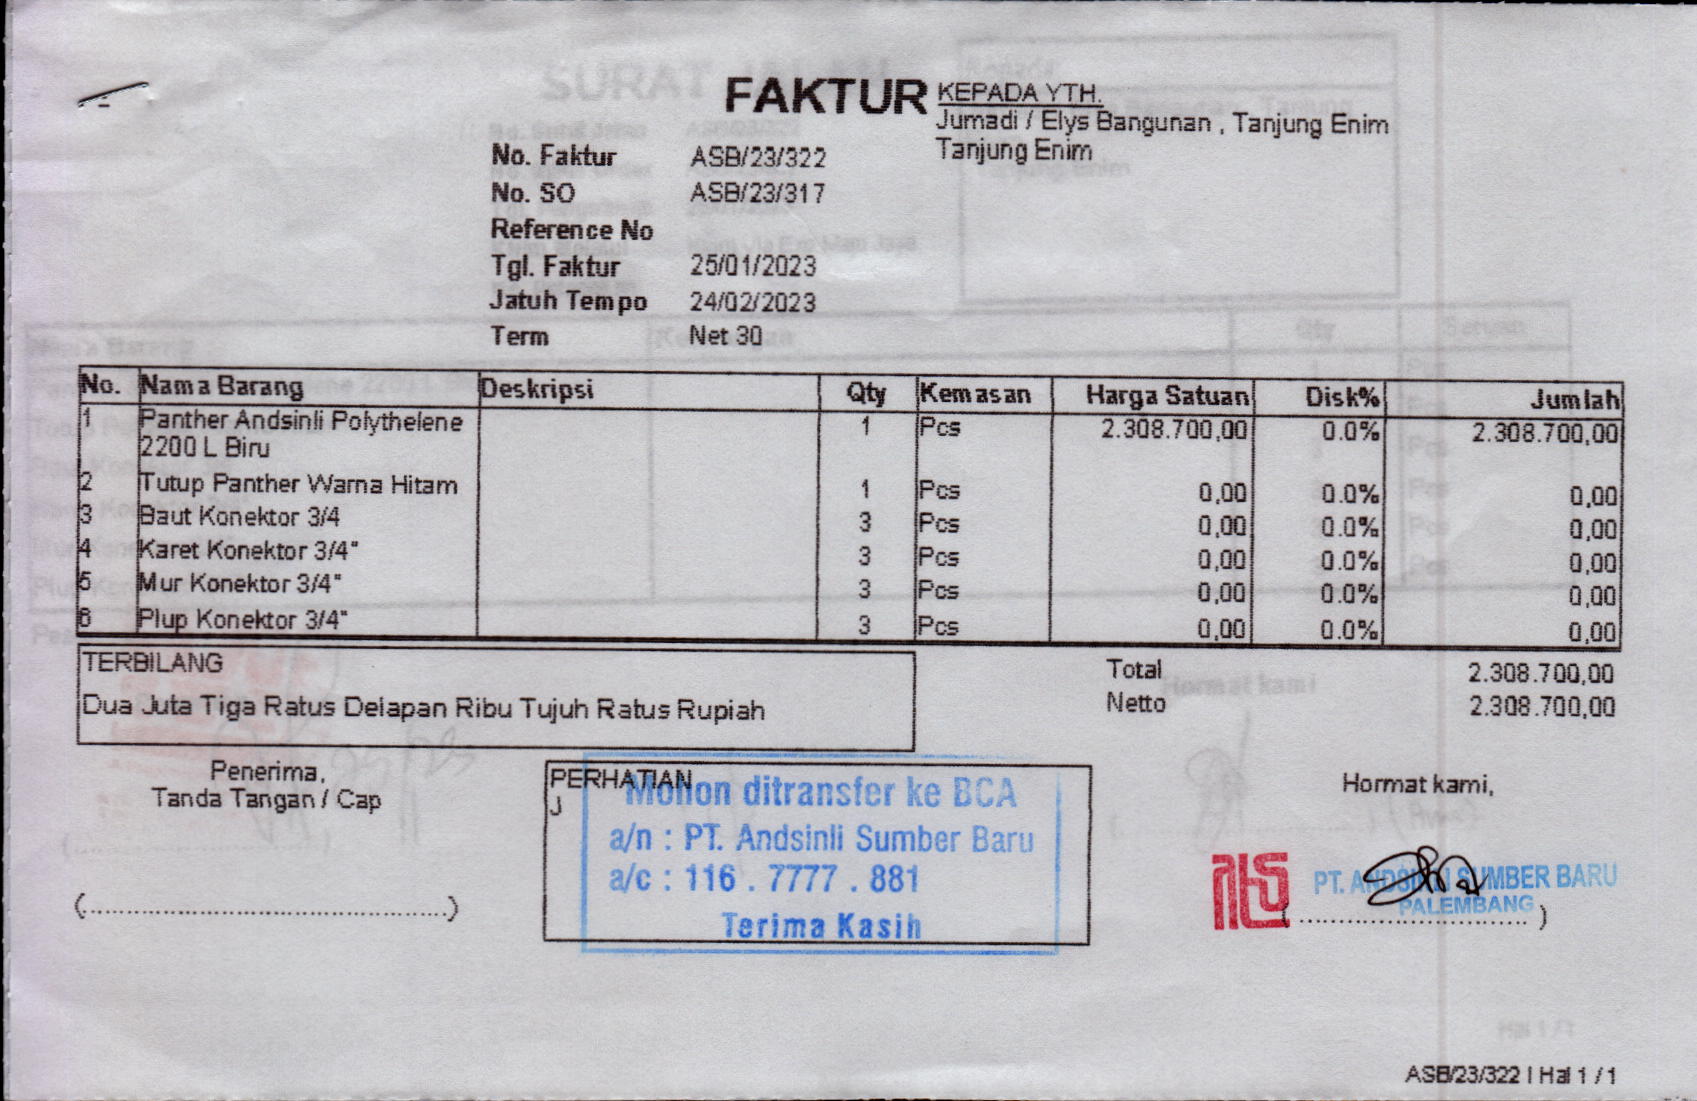 FAKTUR
KEPADA YTH.
Jumadi / Elys Bangunan , Tanjung Enim
Tanjung Enim
No. Faktur ASB/23/322
No. SO ASB/23/317
Reference No
Tgl. Faktur 25/01/2023
Jatuh Tempo 24/02/2023
Term Net 30
No. Nama Barang Deskripsi Qty Kemasan Harga Satuan Disk% Jumlah
1 Panther Andsinli Polythelene 1 Pcs 2.308.700,00 0.0% 2.308.700,00
2200 L Biru
2 Tutup Panther Warna Hitam 1 Pcs 0,00 0.0% 0,00
3 Baut Konektor 3/4 3 Pcs 0,00 0.0% 0,00
4 Karet Konektor 3/4" 3 Pcs 0,00 0.0% 0,00
5 Mur Konektor 3/4" 3 Pcs 0,00 0.0% 0,00
6 Plup Konektor 3/4" 3 Pcs 0,00 0.0% 0,00
TERBILANG
Dua Juta Tiga Ratus Delapan Ribu Tujuh Ratus Rupiah
Total 2.308.700,00
Netto 2.308.700,00
Penerima,
Tanda Tangan / Cap
(................................................)
PERHATIAN
J
Mohon ditransfer ke BCA
a/n : PT. Andsinli Sumber Baru
a/c : 116 . 7777 . 881
Terima Kasih
Hormat kami,
PT. ANDSINLI SUMBER BARU
PALEMBANG
(................................)
ASB/23/322 | Hal 1 / 1